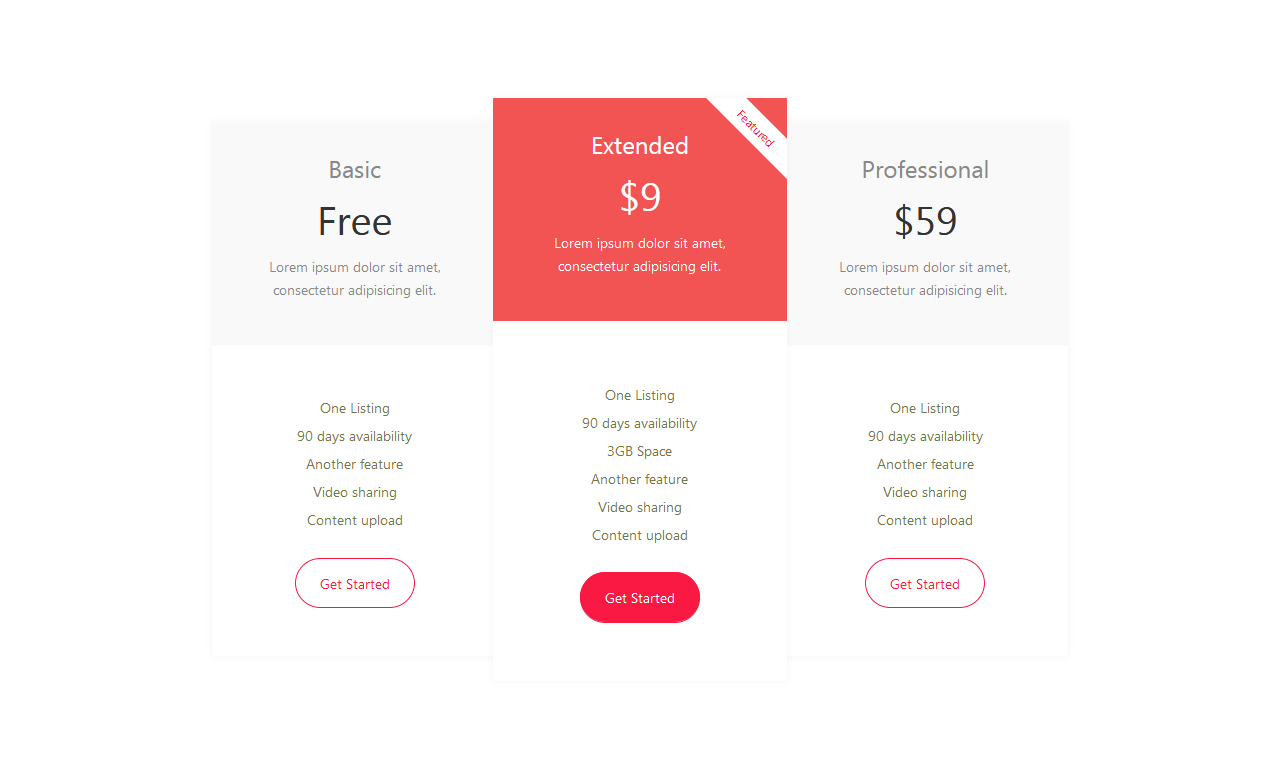 Basic
Free
Lorem ipsum dolor sit amet,
consectetur adipisicing elit.
One Listing
90 days availability
Another feature
Video sharing
Content upload
Get Started
Featured
Extended
$9
Lorem ipsum dolor sit amet,
consectetur adipisicing elit.
One Listing
90 days availability
3GB Space
Another feature
Video sharing
Content upload
Get Started
Professional
$59
Lorem ipsum dolor sit amet,
consectetur adipisicing elit.
One Listing
90 days availability
Another feature
Video sharing
Content upload
Get Started